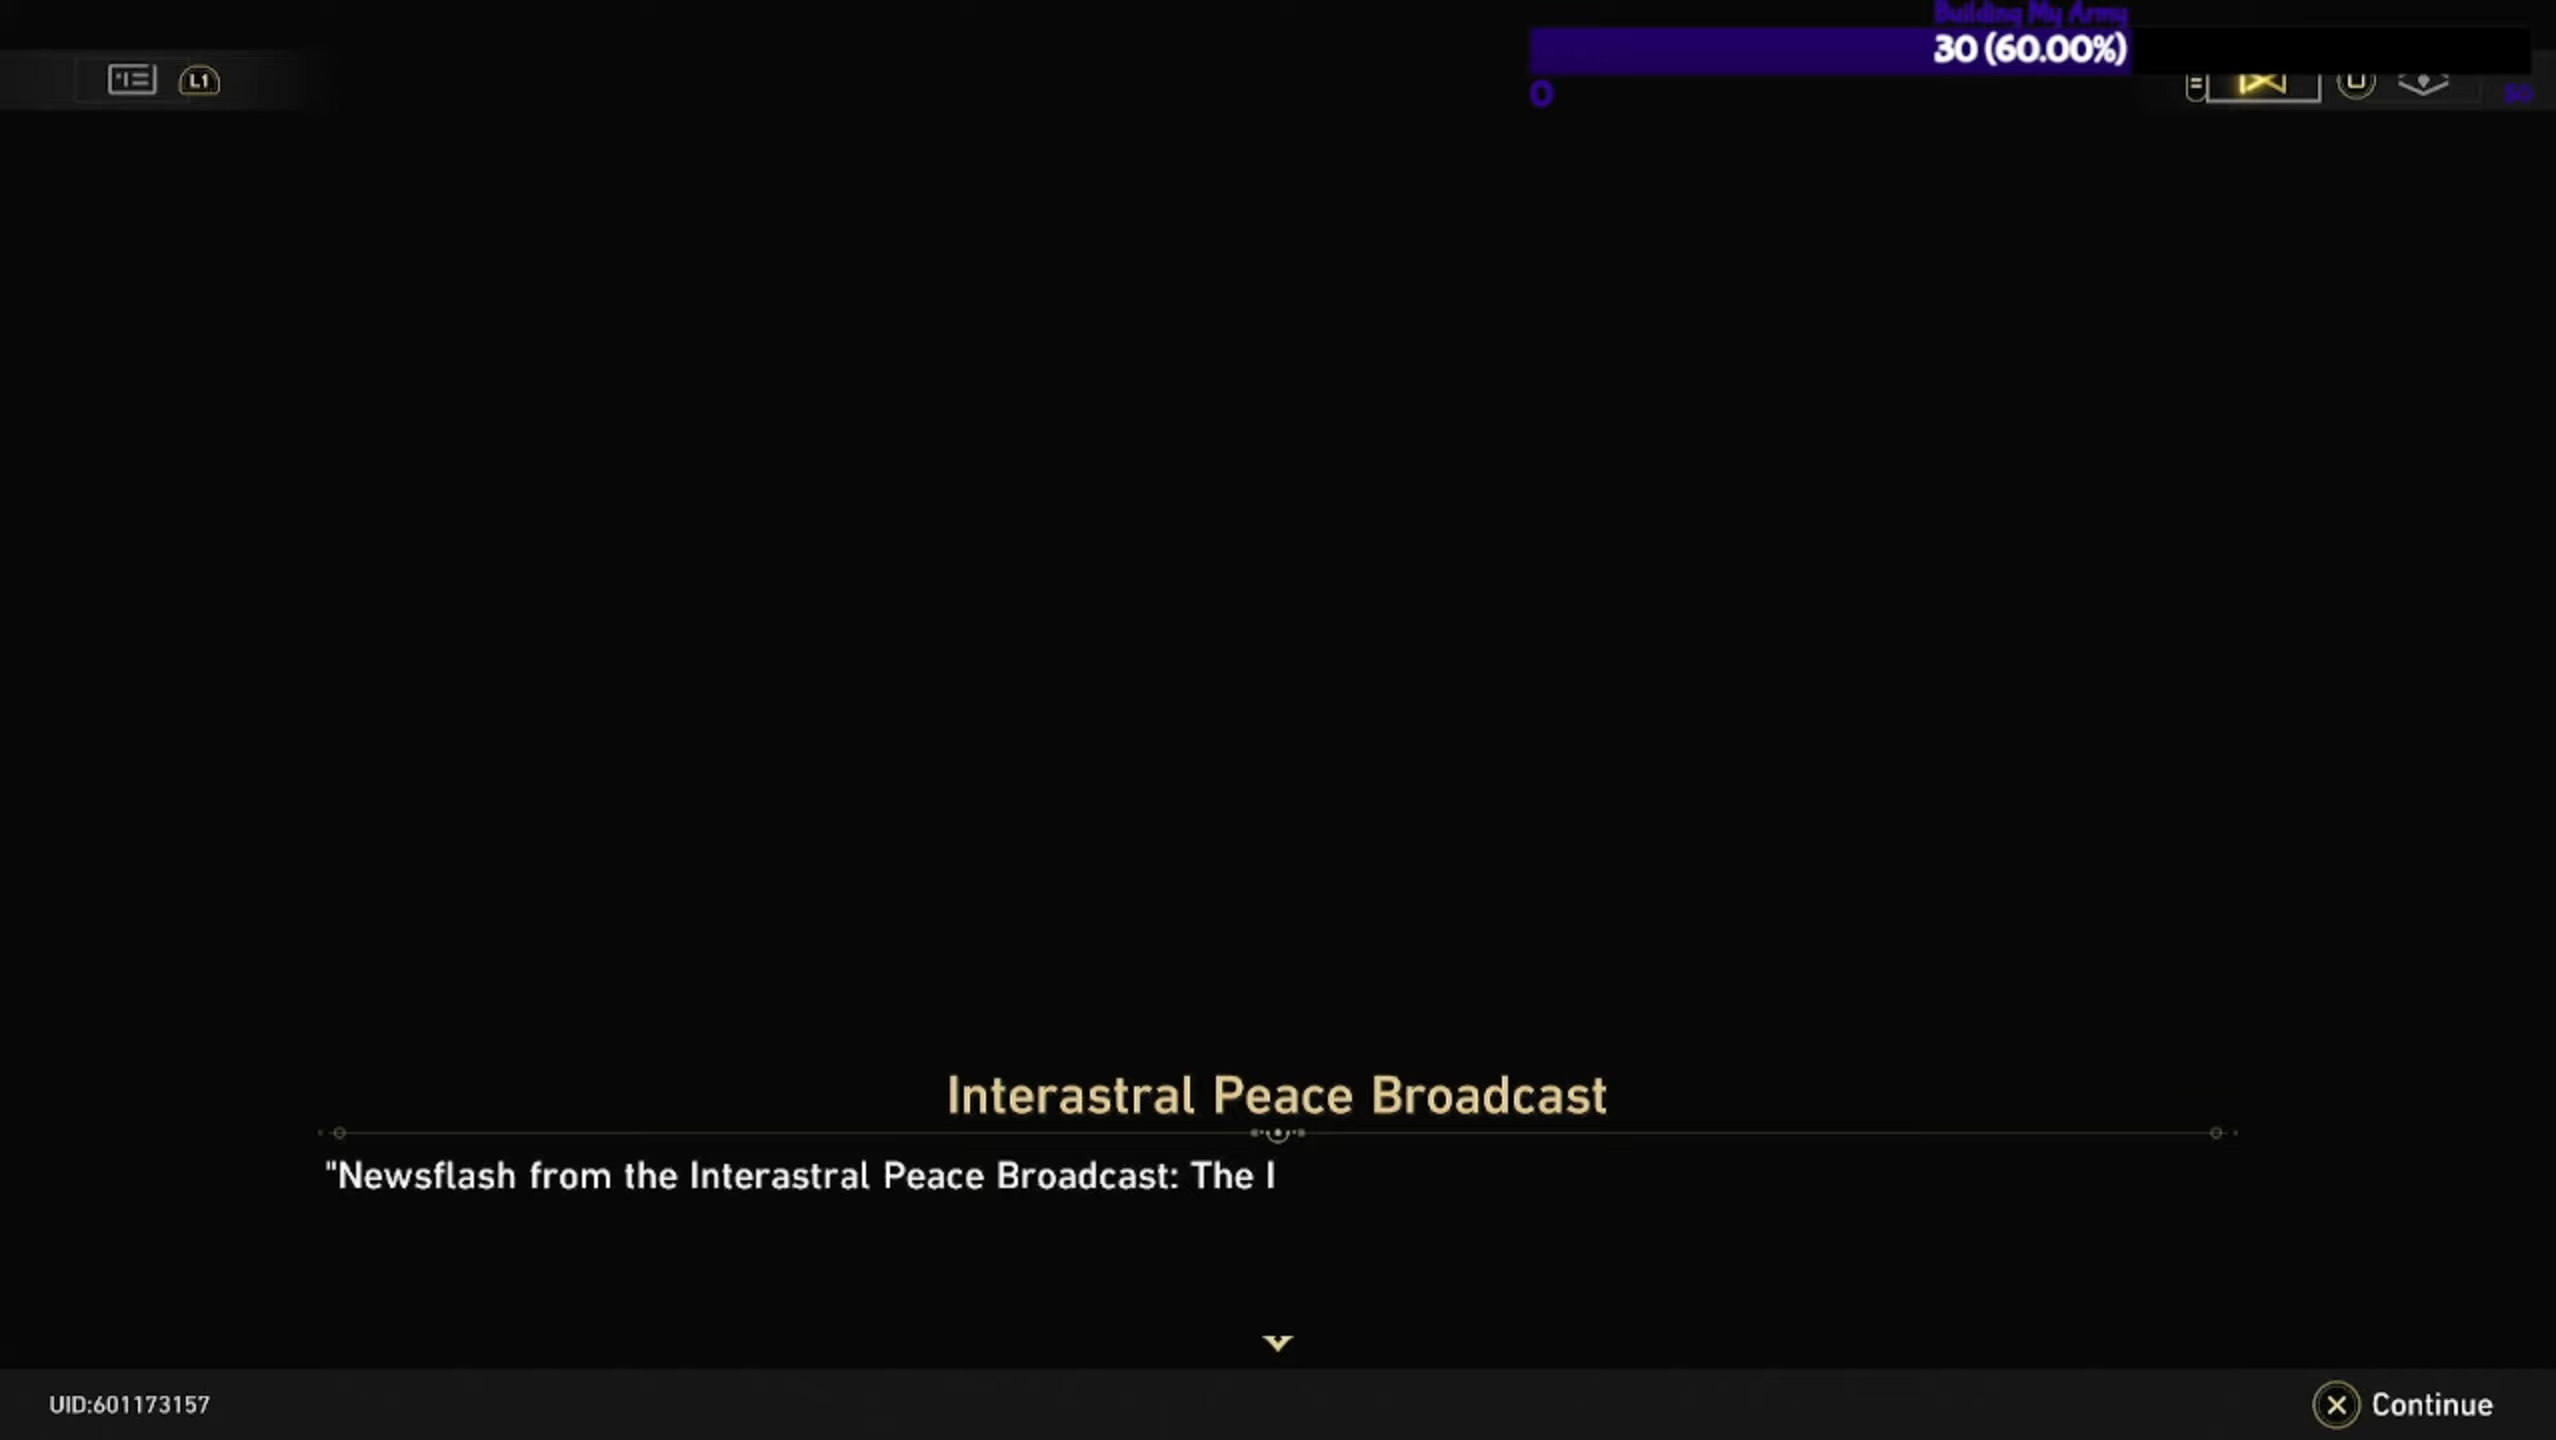 Building My Army
30 (60.00%)
L1
0
50
Interastral Peace Broadcast
"Newsflash from the Interastral Peace Broadcast: The I
UID:601173157
Continue